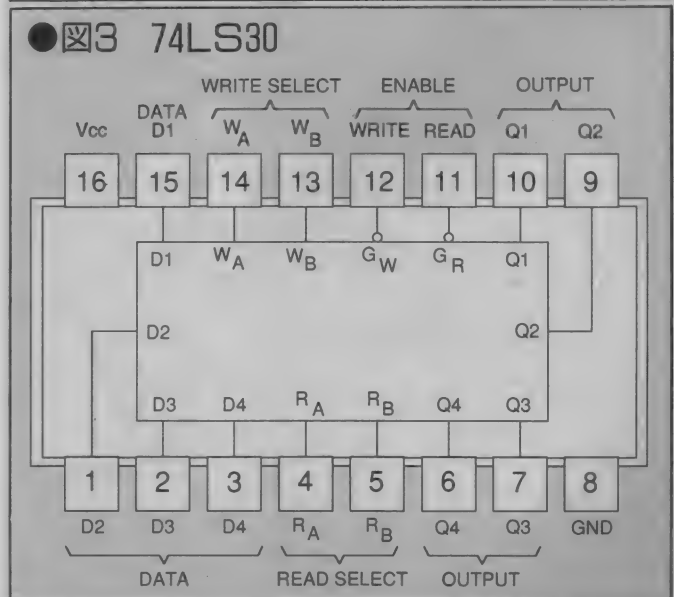 ●図3 74LS30
WRITE SELECT ENABLE OUTPUT
Vcc DATA D1 WA WB WRITE READ Q1 Q2
16 15 14 13 12 11 10 9
D1 WA WB GW GR Q1
D2 Q2
D3 D4 RA RB Q4 Q3
1 2 3 4 5 6 7 8
D2 D3 D4 RA RB Q4 Q3 GND
DATA READ SELECT OUTPUT